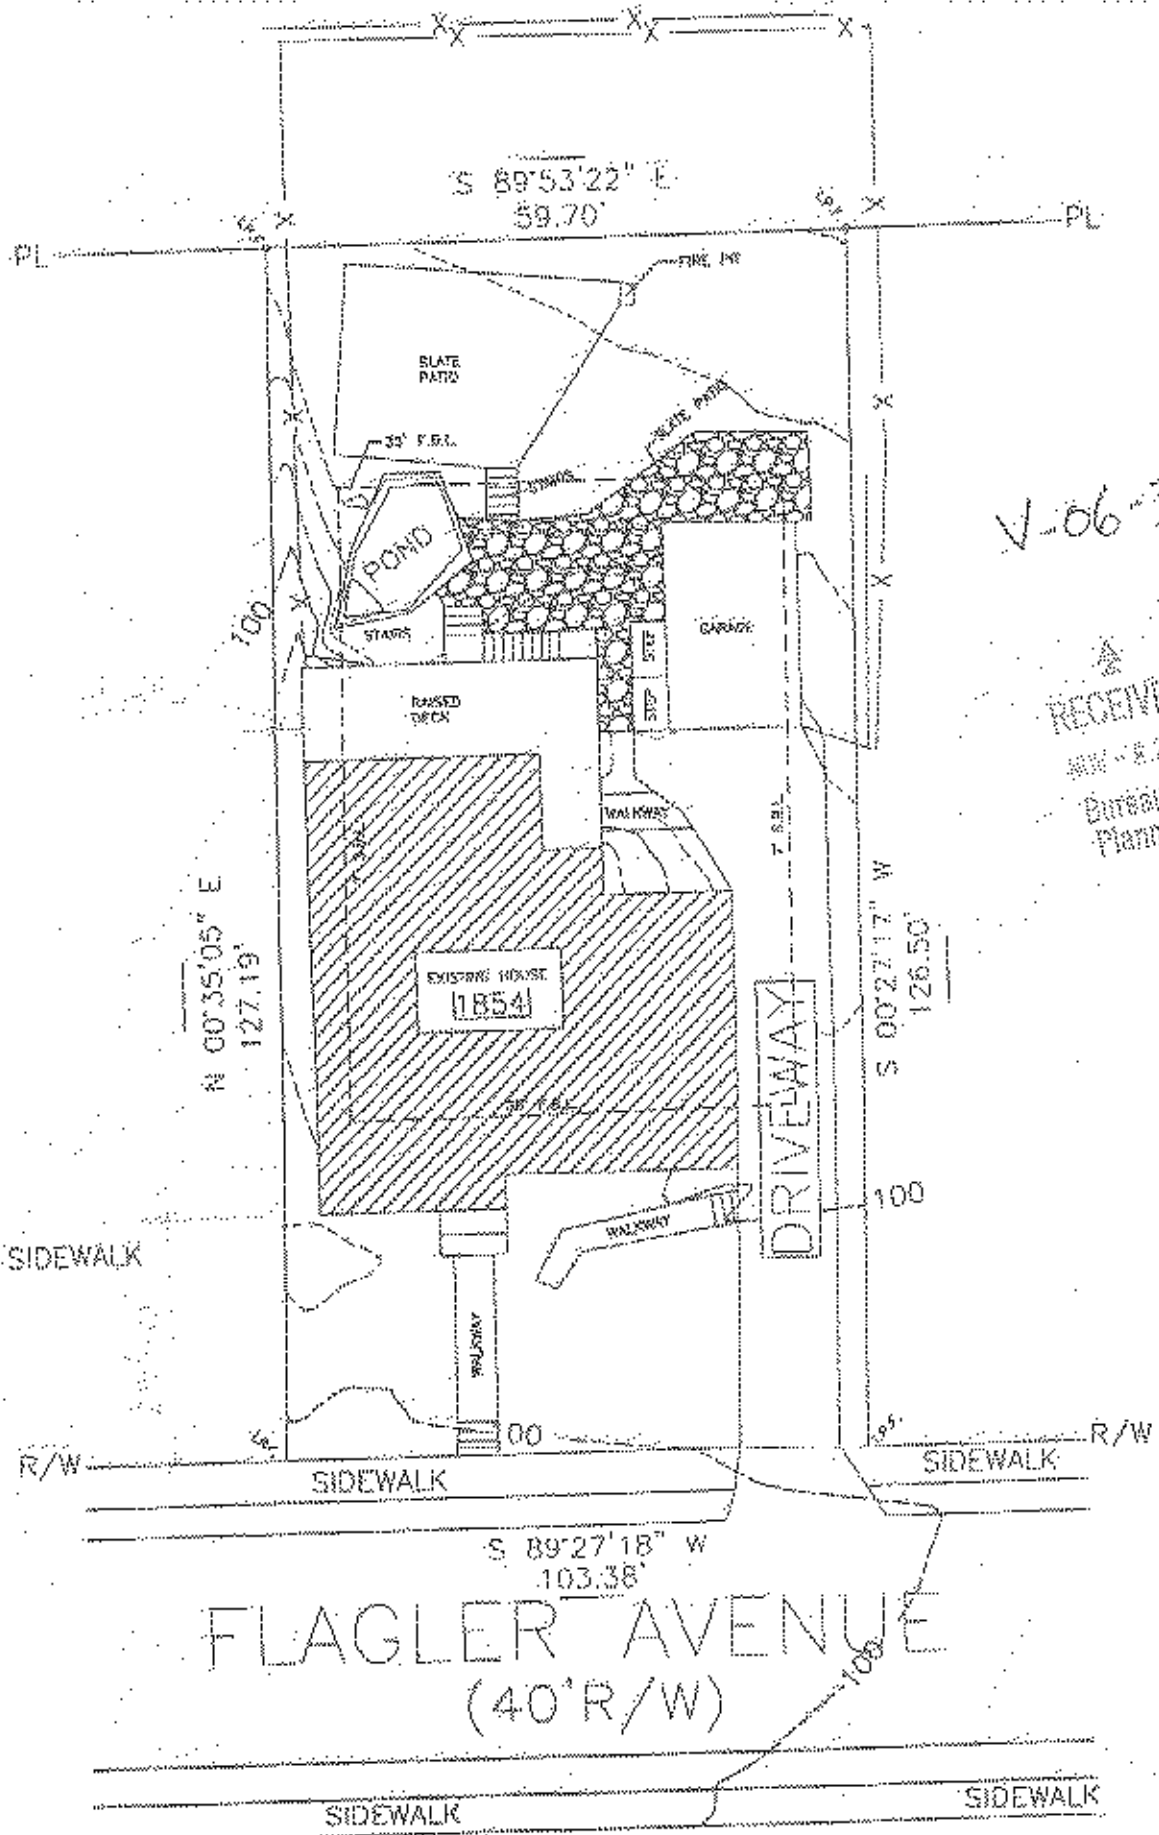 X X X X X
S 89°53'22" E
59.70'
X X
PL PL
FIRE PIT
SLATE
PATIO
SLATE PATIO
X X
STAIRS
V-06-
POND
X X
100
STAIRS
GARAGE
STEP
STEP
RAISED
DECK
RECEIV
Bureau
Plann
WALKWAY
7' S.B.L.
N 00°35'05" E
127.19'
S 00°27'17" W
126.50'
EXISTING HOUSE
1854
DRIVEWAY
100
WALKWAY
SIDEWALK
WALKWAY
00
R/W R/W
SIDEWALK SIDEWALK
S 89°27'18" W
103.38'
FLAGLER AVENUE
(40' R/W)
100
SIDEWALK SIDEWALK